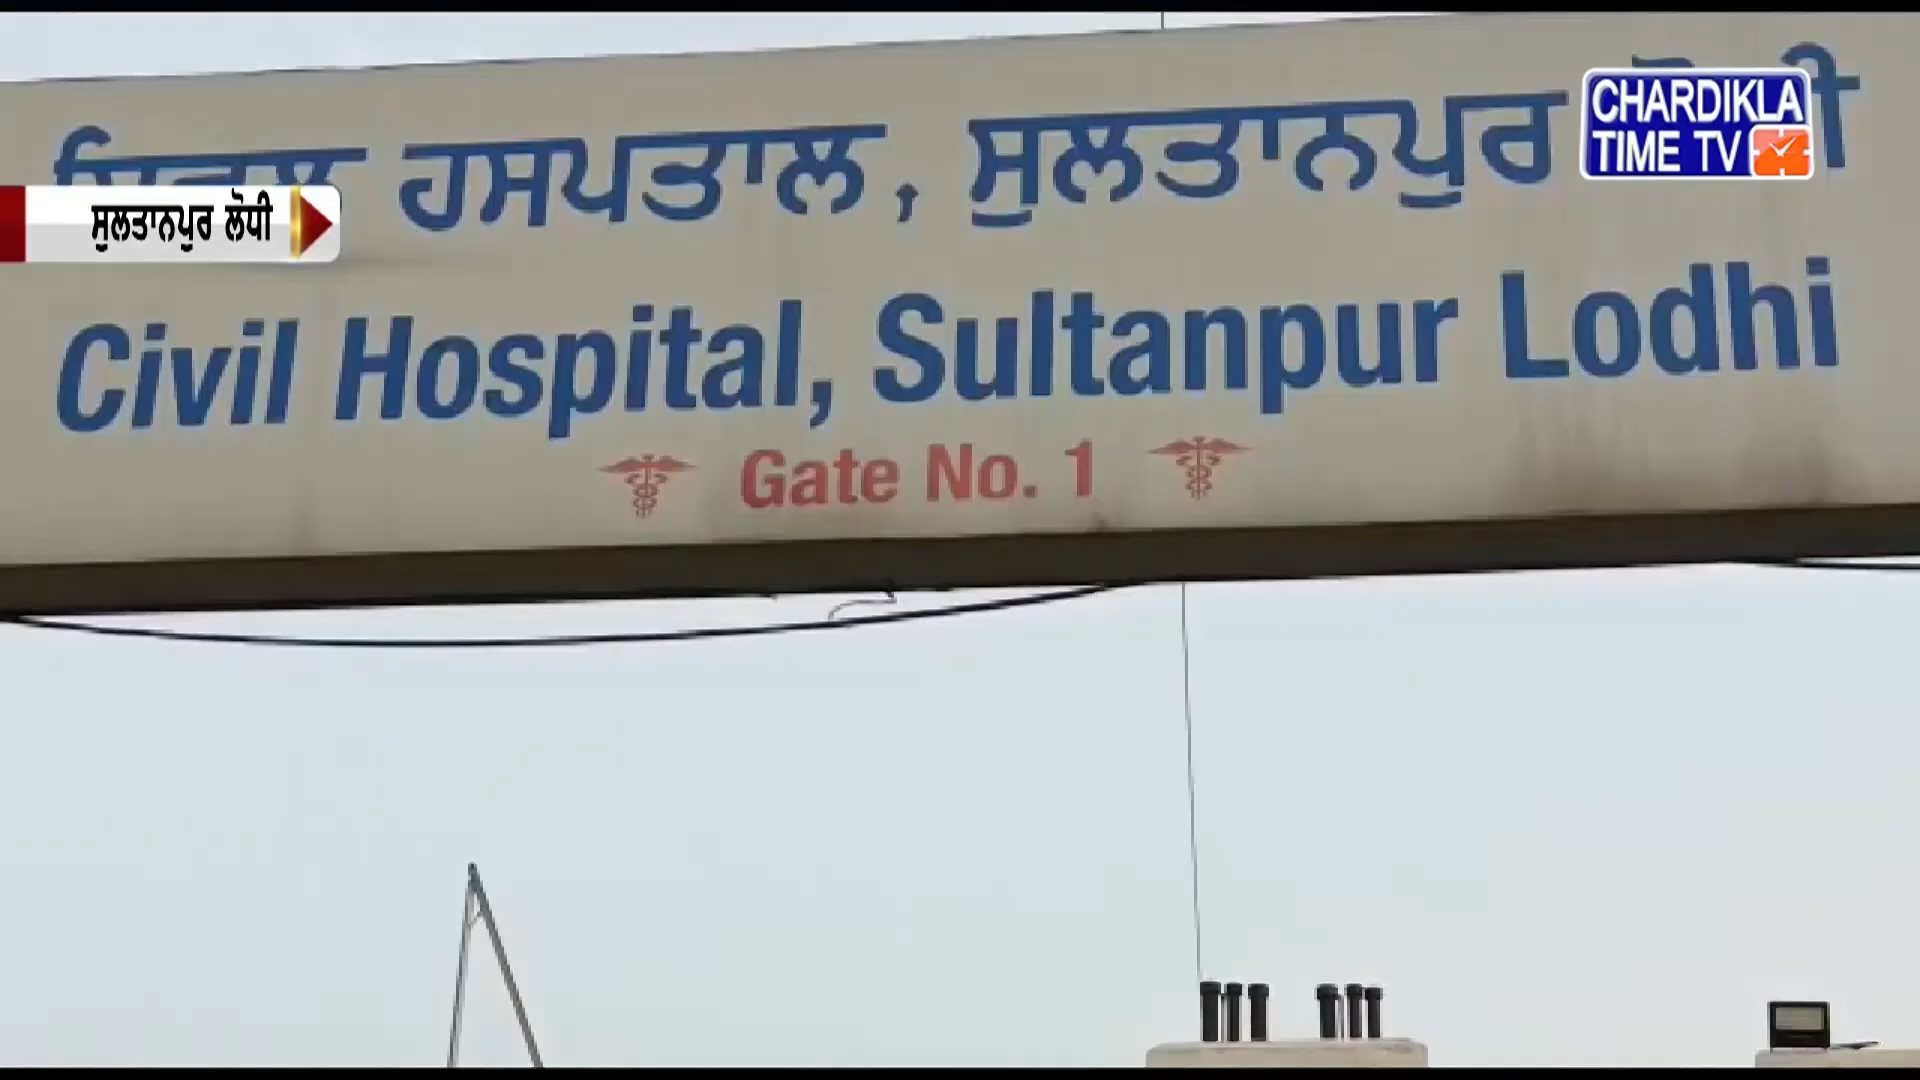 ਹਸਪਤਾਲ, ਸੁਲਤਾਨਪੁਰ
CHARDIKLA
TIME TV
ਸੁਲਤਾਨਪੁਰ ਲੋਧੀ
Civil Hospital, Sultanpur Lodhi
Gate No. 1